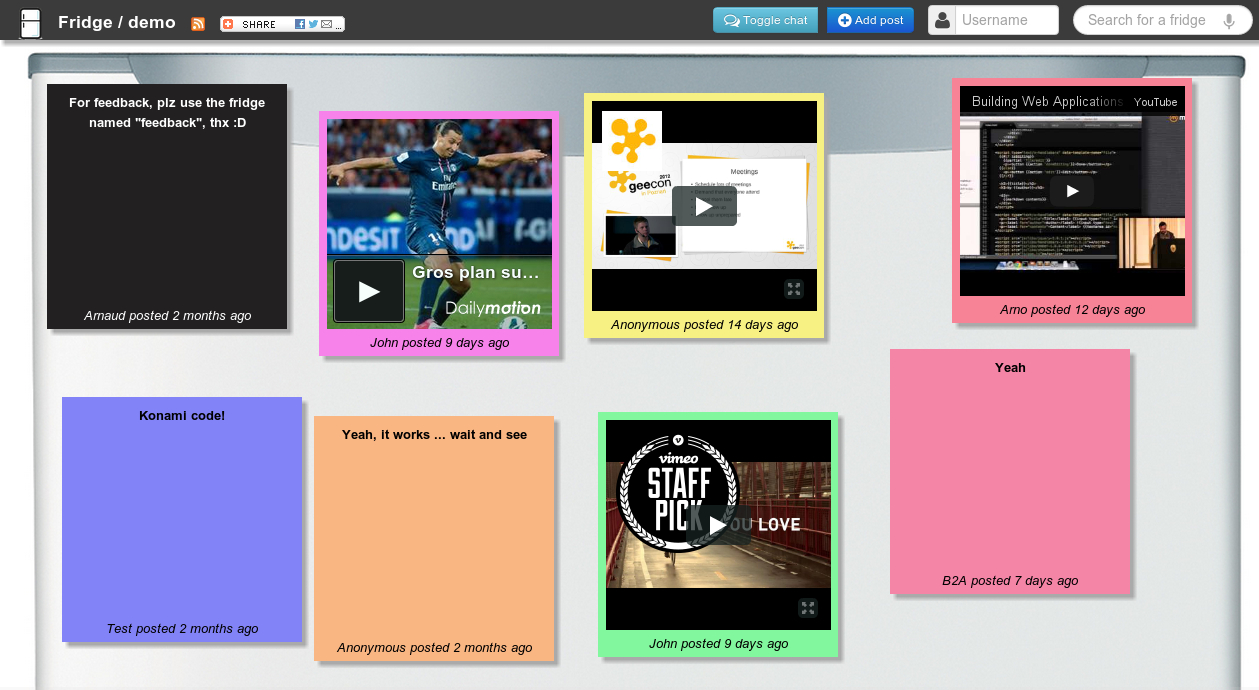 Fridge / demo
SHARE
...
Toggle chat
Add post
Username
Search for a fridge
For feedback, plz use the fridge
named "feedback", thx :D
Arnaud posted 2 months ago
Gros plan su...
Dailymotion
John posted 9 days ago
2012
geecon
Meetings
Anonymous posted 14 days ago
Building Web Applications
YouTube
Arno posted 12 days ago
Konami code!
Test posted 2 months ago
Yeah, it works ... wait and see
Anonymous posted 2 months ago
vimeo
STAFF
PICK
YOU LOVE
John posted 9 days ago
Yeah
B2A posted 7 days ago